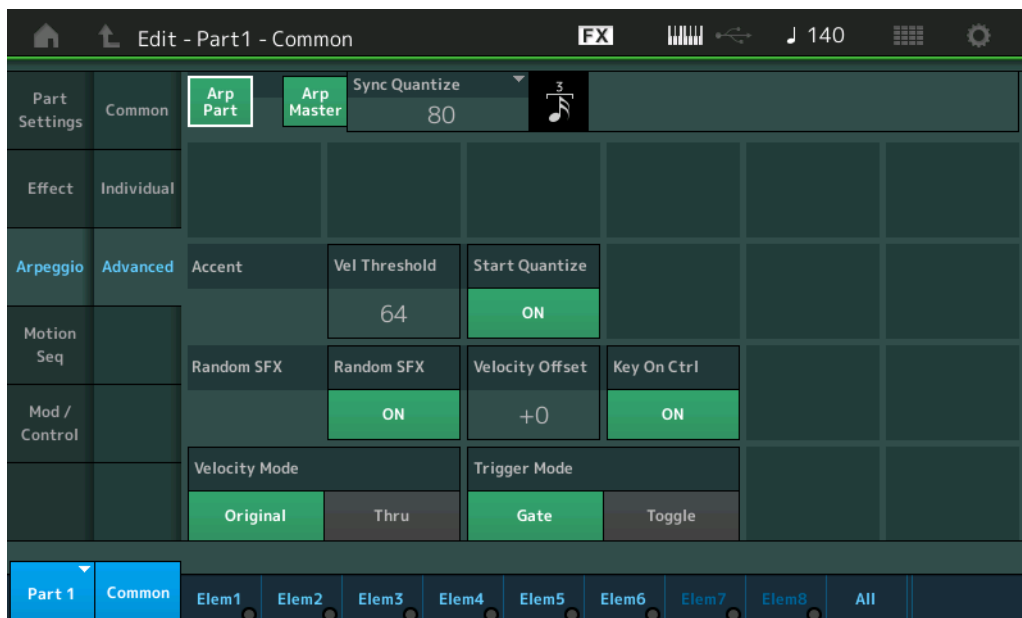 Edit - Part1 - Common FX ♩ 140
Part Settings
Common
Arp Part
Arp Master
Sync Quantize
80
3
Effect
Individual
Arpeggio
Advanced
Accent
Vel Threshold
64
Start Quantize
ON
Motion Seq
Random SFX
Random SFX
ON
Velocity Offset
+0
Key On Ctrl
ON
Mod / Control
Velocity Mode
Original
Thru
Trigger Mode
Gate
Toggle
Part 1
Common
Elem1
Elem2
Elem3
Elem4
Elem5
Elem6
Elem7
Elem8
All